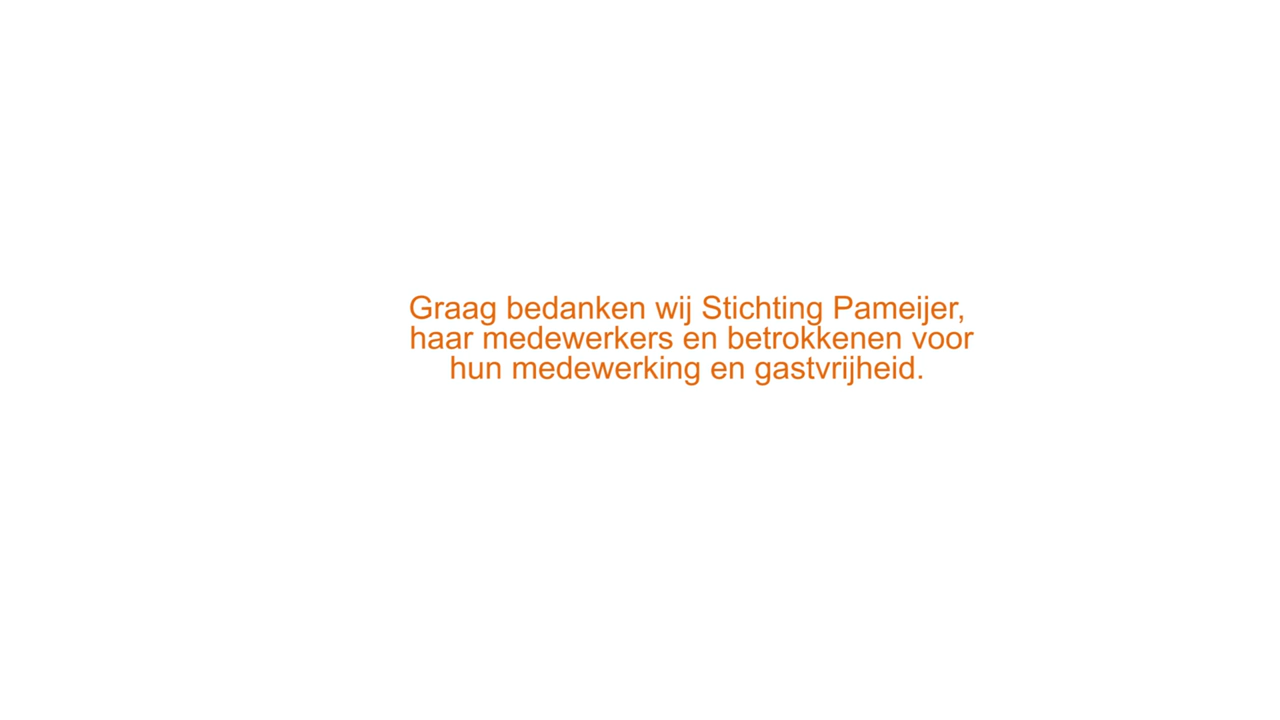 Graag bedanken wij Stichting Pameijer,
haar medewerkers en betrokkenen voor
hun medewerking en gastvrijheid.